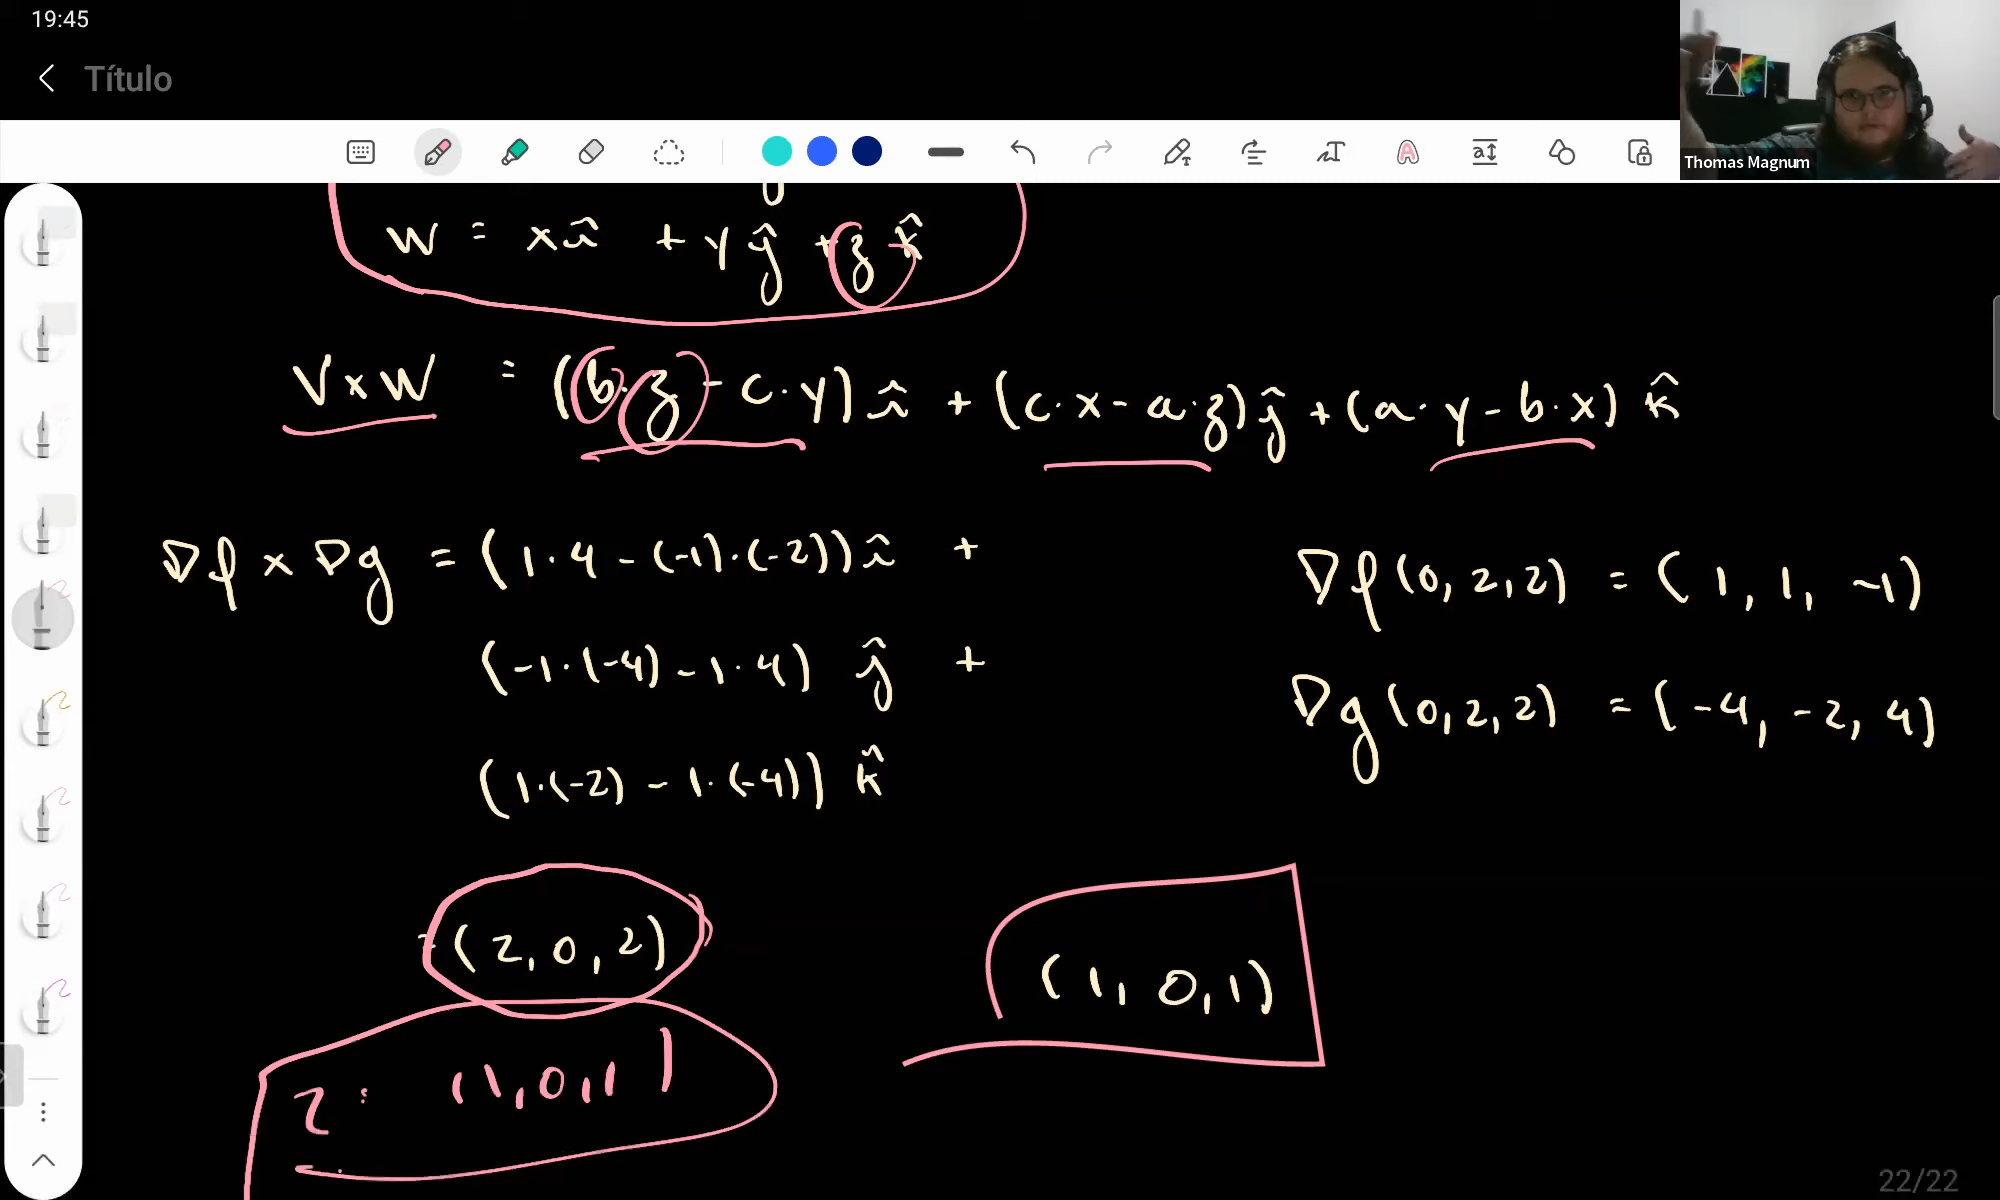 19:45
Título
Thomas Magnum
W = xî + yĵ + z k̂
V × W = (b·z - c·y) î + (c·x - a·z) ĵ + (a·y - b·x) k̂
∇f × ∇g = (1·4 - (-1)·(-2)) î +
(-1·(-4) - 1·4) ĵ +
(1·(-2) - 1·(-4)) k̂
∇f(0, 2, 2) = (1, 1, -1)
∇g(0, 2, 2) = (-4, -2, 4)
=(2, 0, 2)
(1, 0, 1)
2 : (1, 0, 1)
22/22